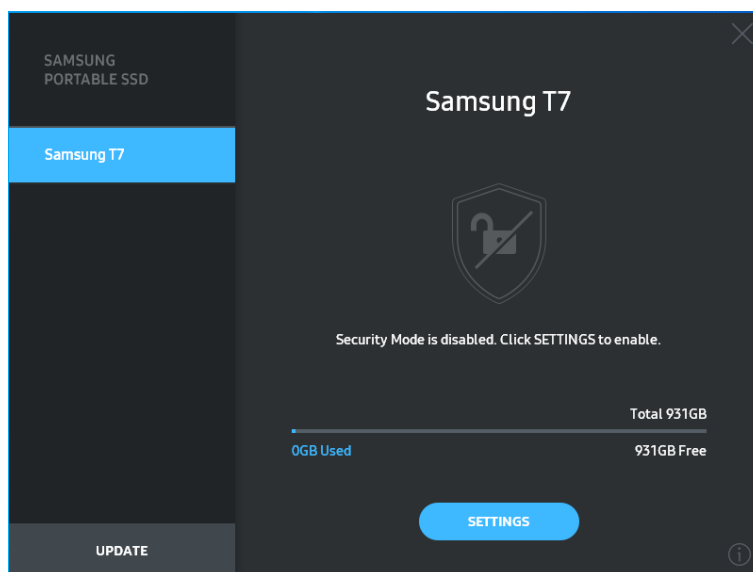 SAMSUNG
PORTABLE SSD
Samsung T7
Samsung T7
Security Mode is disabled. Click SETTINGS to enable.
Total 931GB
0GB Used
931GB Free
SETTINGS
UPDATE